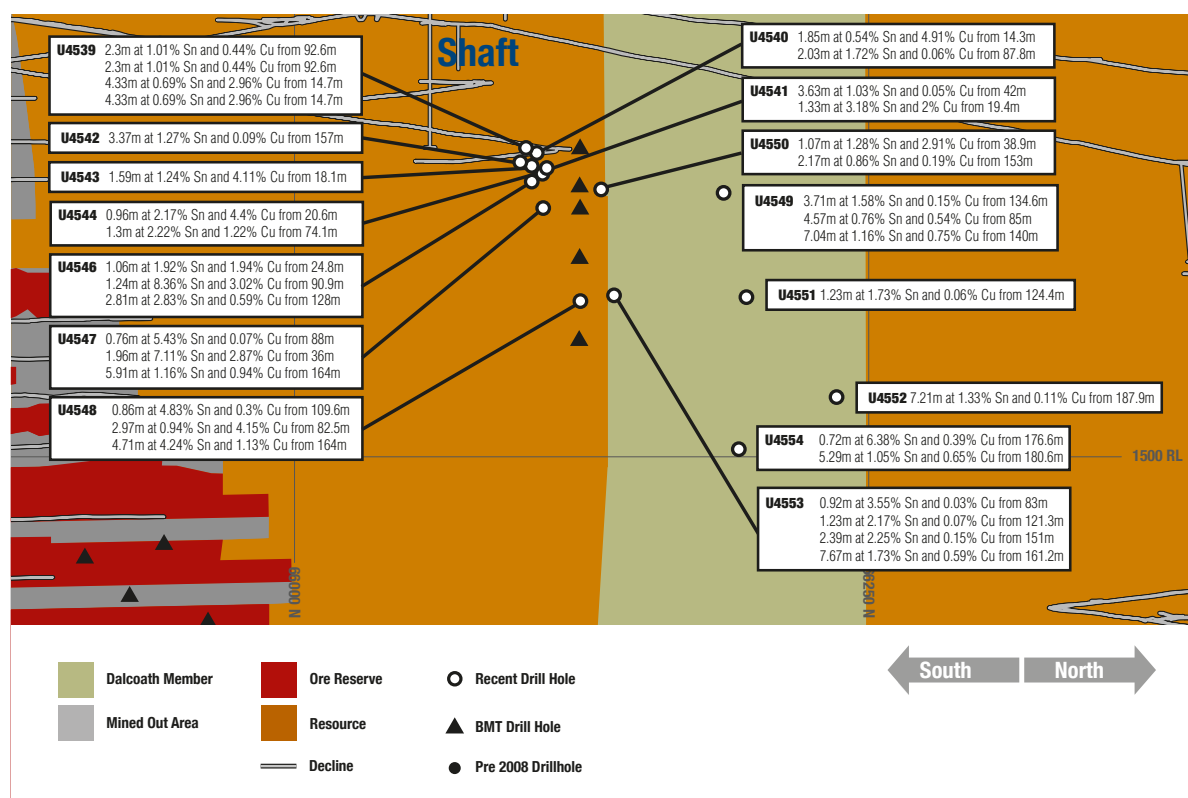 Shaft
U4539 2.3m at 1.01% Sn and 0.44% Cu from 92.6m
2.3m at 1.01% Sn and 0.44% Cu from 92.6m
4.33m at 0.69% Sn and 2.96% Cu from 14.7m
4.33m at 0.69% Sn and 2.96% Cu from 14.7m
U4542 3.37m at 1.27% Sn and 0.09% Cu from 157m
U4543 1.59m at 1.24% Sn and 4.11% Cu from 18.1m
U4544 0.96m at 2.17% Sn and 4.4% Cu from 20.6m
1.3m at 2.22% Sn and 1.22% Cu from 74.1m
U4546 1.06m at 1.92% Sn and 1.94% Cu from 24.8m
1.24m at 8.36% Sn and 3.02% Cu from 90.9m
2.81m at 2.83% Sn and 0.59% Cu from 128m
U4547 0.76m at 5.43% Sn and 0.07% Cu from 88m
1.96m at 7.11% Sn and 2.87% Cu from 36m
5.91m at 1.16% Sn and 0.94% Cu from 164m
U4548 0.86m at 4.83% Sn and 0.3% Cu from 109.6m
2.97m at 0.94% Sn and 4.15% Cu from 82.5m
4.71m at 4.24% Sn and 1.13% Cu from 164m
U4540 1.85m at 0.54% Sn and 4.91% Cu from 14.3m
2.03m at 1.72% Sn and 0.06% Cu from 87.8m
U4541 3.63m at 1.03% Sn and 0.05% Cu from 42m
1.33m at 3.18% Sn and 2% Cu from 19.4m
U4550 1.07m at 1.28% Sn and 2.91% Cu from 38.9m
2.17m at 0.86% Sn and 0.19% Cu from 153m
U4549 3.71m at 1.58% Sn and 0.15% Cu from 134.6m
4.57m at 0.76% Sn and 0.54% Cu from 85m
7.04m at 1.16% Sn and 0.75% Cu from 140m
U4551 1.23m at 1.73% Sn and 0.06% Cu from 124.4m
U4552 7.21m at 1.33% Sn and 0.11% Cu from 187.9m
U4554 0.72m at 6.38% Sn and 0.39% Cu from 176.6m
5.29m at 1.05% Sn and 0.65% Cu from 180.6m
1500 RL
U4553 0.92m at 3.55% Sn and 0.03% Cu from 83m
1.23m at 2.17% Sn and 0.07% Cu from 121.3m
2.39m at 2.25% Sn and 0.15% Cu from 151m
7.67m at 1.73% Sn and 0.59% Cu from 161.2m
66000 N
66250 N
Dalcoath Member
Mined Out Area
Ore Reserve
Resource
Decline
Recent Drill Hole
BMT Drill Hole
Pre 2008 Drillhole
South
North